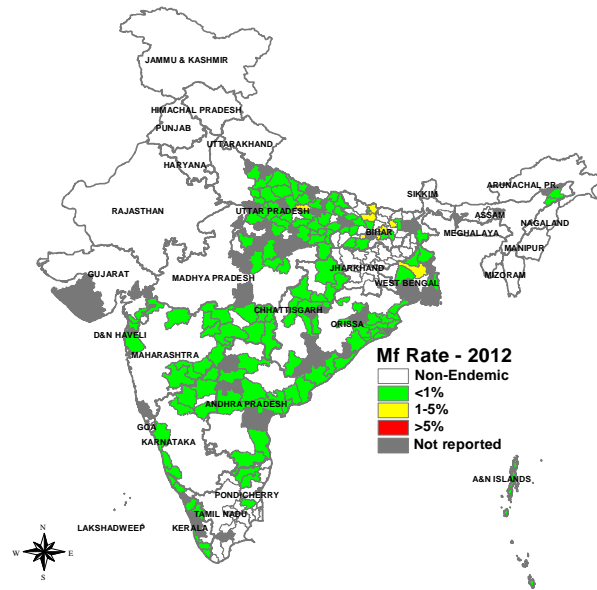 JAMMU & KASHMIR
HIMACHAL PRADESH
PUNJAB
UTTARAKHAND
HARYANA
SIKKIM
ARUNACHAL PR.
RAJASTHAN
UTTAR PRADESH
ASSAM
NAGALAND
BIHAR
MEGHALAYA
MANIPUR
GUJARAT
MADHYA PRADESH
JHARKHAND
MIZORAM
WEST BENGAL
CHHATTISGARH
D&N HAVELI
ORISSA
MAHARASHTRA
Mf Rate - 2012
Non-Endemic
<1%
1-5%
>5%
Not reported
ANDHRA PRADESH
GOA
KARNATAKA
A&N ISLANDS
PONDICHERRY
TAMIL NADU
LAKSHADWEEP
KERALA
N
W
E
S